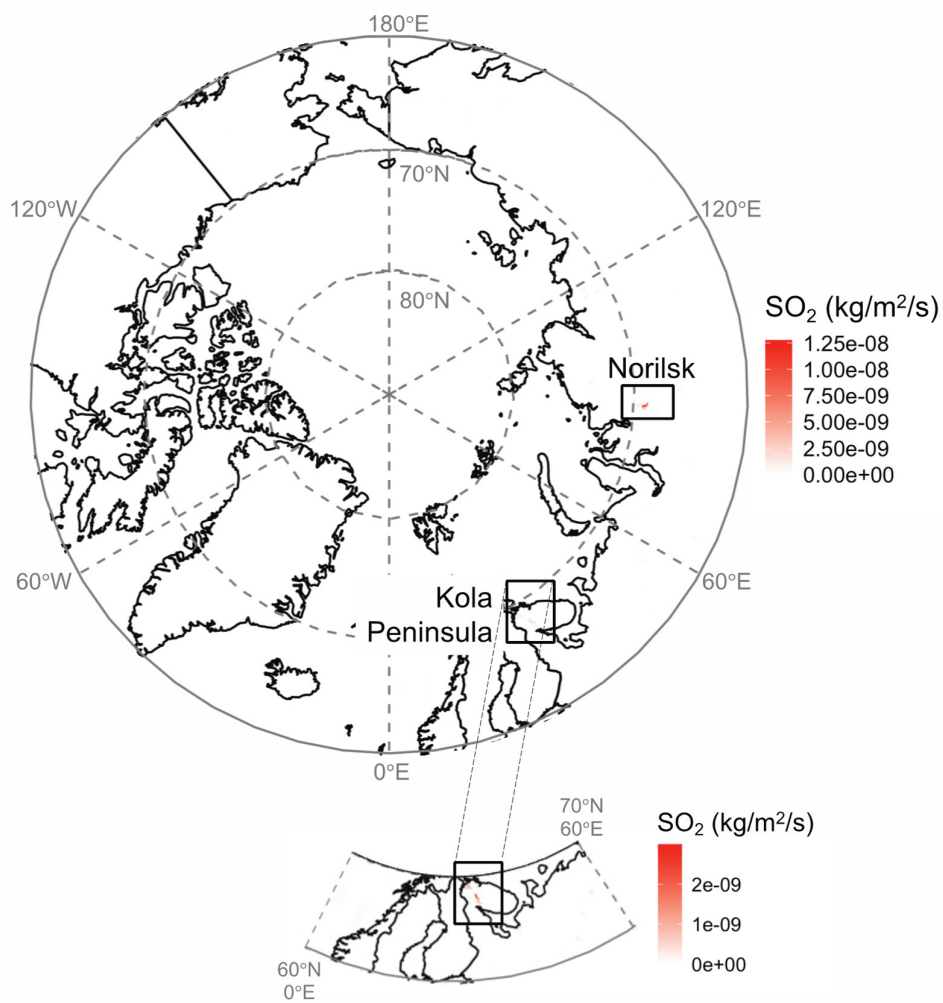 180°E
70°N
120°W
120°E
80°N
SO₂ (kg/m²/s)
1.25e-08
1.00e-08
7.50e-09
5.00e-09
2.50e-09
0.00e+00
Norilsk
60°W
60°E
Kola
Peninsula
0°E
70°N
60°E
SO₂ (kg/m²/s)
2e-09
1e-09
0e+00
60°N
0°E